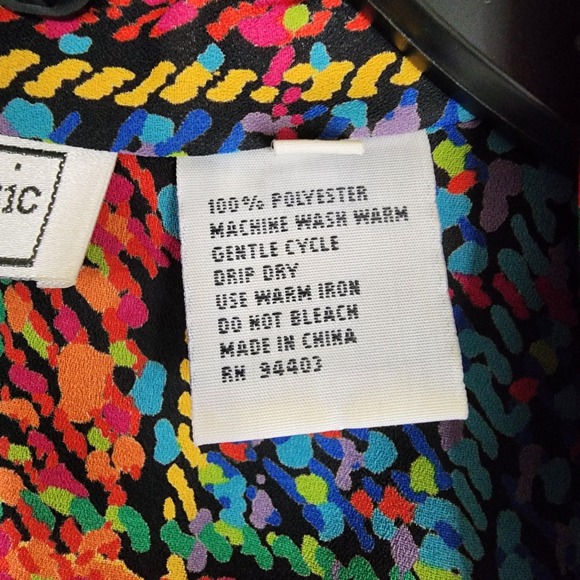 TIC
100% POLYESTER
MACHINE WASH WARM
GENTLE CYCLE
DRIP DRY
USE WARM IRON
DO NOT BLEACH
MADE IN CHINA
RN 94403